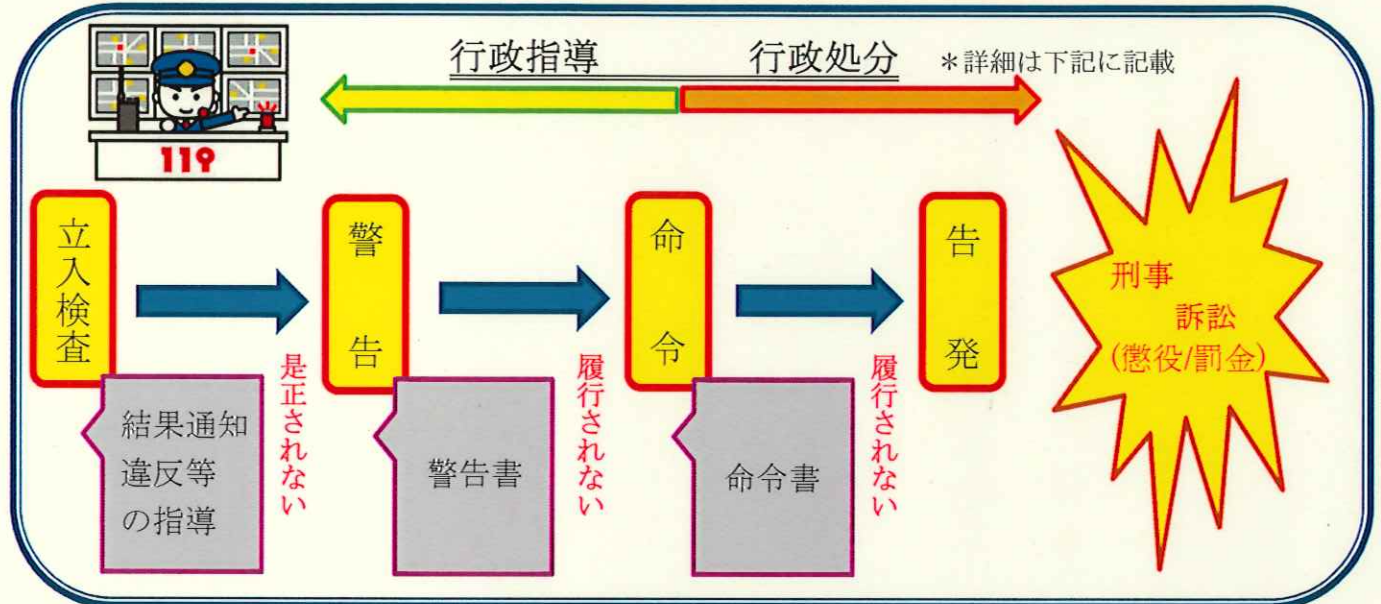 行政指導 行政処分 *詳細は下記に記載
119
立入検査
結果通知
違反等
の指導
是正されない
警告
警告書
履行されない
命令
命令書
履行されない
告発
刑事
訴訟
(懲役/罰金)